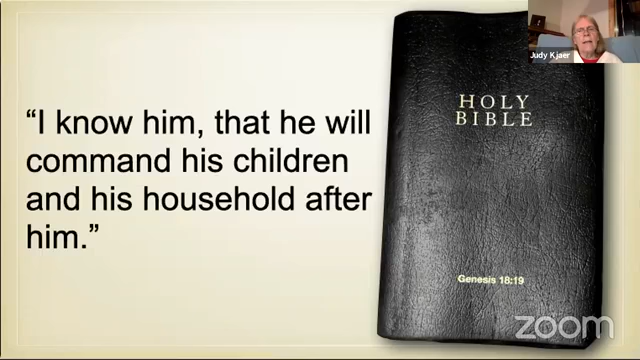 “I know him, that he will
command his children
and his household after
him.”
HOLY
BIBLE
Genesis 18:19
Judy Kjaer
zoom